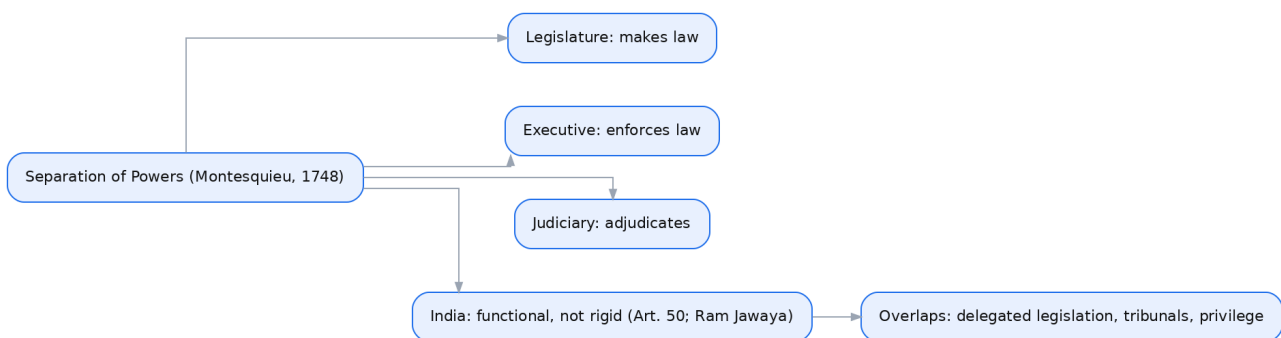 Legislature: makes law
Executive: enforces law
Separation of Powers (Montesquieu, 1748)
Judiciary: adjudicates
India: functional, not rigid (Art. 50; Ram Jawaya)
Overlaps: delegated legislation, tribunals, privilege